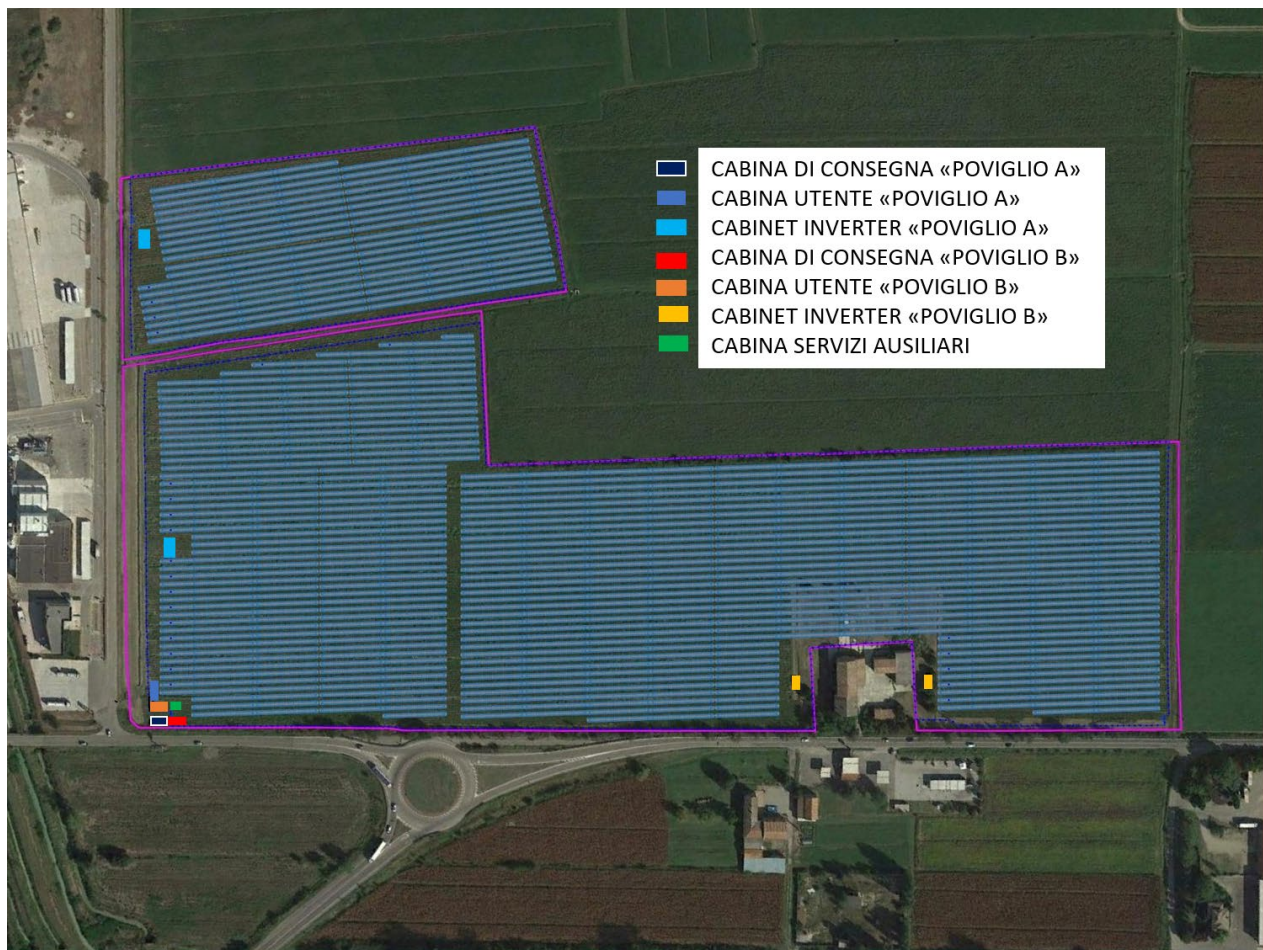 CABINA DI CONSEGNA «POVIGLIO A»
CABINA UTENTE «POVIGLIO A»
CABINET INVERTER «POVIGLIO A»
CABINA DI CONSEGNA «POVIGLIO B»
CABINA UTENTE «POVIGLIO B»
CABINET INVERTER «POVIGLIO B»
CABINA SERVIZI AUSILIARI